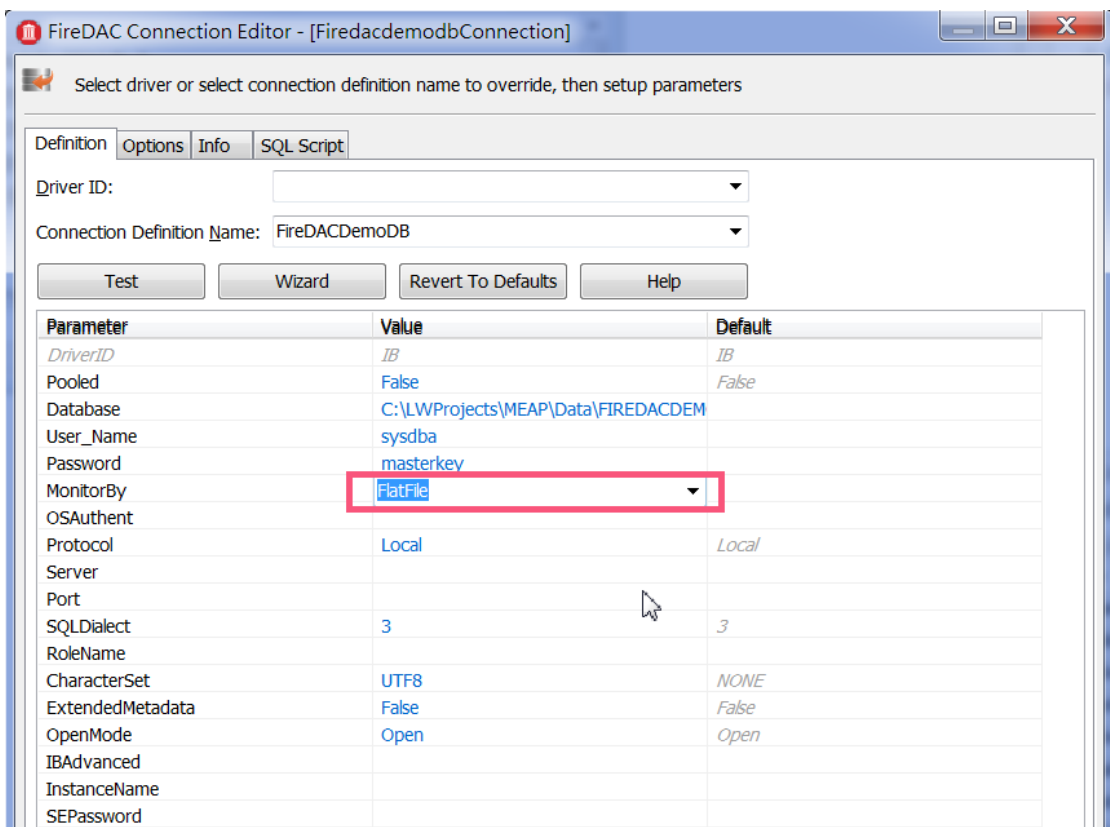 FireDAC Connection Editor - [FiredacdemodbConnection]
Select driver or select connection definition name to override, then setup parameters
Definition Options Info SQL Script
Driver ID:
Connection Definition Name: FireDACDemoDB
Test Wizard Revert To Defaults Help
Parameter Value Default
DriverID IB IB
Pooled False False
Database C:\LWProjects\MEAP\Data\FIREDACDEM
User_Name sysdba
Password masterkey
MonitorBy FlatFile
OSAuthent
Protocol Local Local
Server
Port
SQLDialect 3 3
RoleName
CharacterSet UTF8 NONE
ExtendedMetadata False False
OpenMode Open Open
IBAdvanced
InstanceName
SEPassword